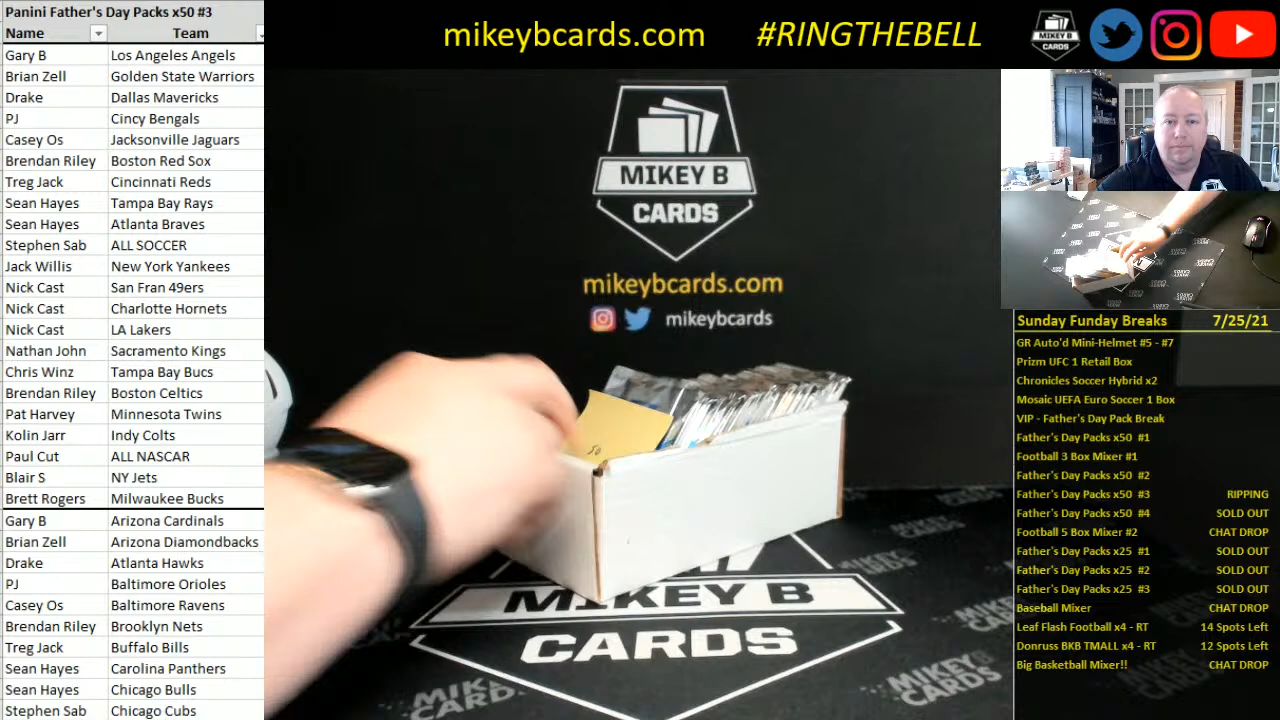 Panini Father's Day Packs x50 #3
Name Team
Gary B Los Angeles Angels
Brian Zell Golden State Warriors
Drake Dallas Mavericks
PJ Cincy Bengals
Casey Os Jacksonville Jaguars
Brendan Riley Boston Red Sox
Treg Jack Cincinnati Reds
Sean Hayes Tampa Bay Rays
Sean Hayes Atlanta Braves
Stephen Sab ALL SOCCER
Jack Willis New York Yankees
Nick Cast San Fran 49ers
Nick Cast Charlotte Hornets
Nick Cast LA Lakers
Nathan John Sacramento Kings
Chris Winz Tampa Bay Bucs
Brendan Riley Boston Celtics
Pat Harvey Minnesota Twins
Kolin Jarr Indy Colts
Paul Cut ALL NASCAR
Blair S NY Jets
Brett Rogers Milwaukee Bucks
Gary B Arizona Cardinals
Brian Zell Arizona Diamondbacks
Drake Atlanta Hawks
PJ Baltimore Orioles
Casey Os Baltimore Ravens
Brendan Riley Brooklyn Nets
Treg Jack Buffalo Bills
Sean Hayes Carolina Panthers
Sean Hayes Chicago Bulls
Stephen Sab Chicago Cubs
mikeybcards.com #RINGTHEBELL
MIKEY B
CARDS
MIKEY B
CARDS
mikeybcards.com
mikeybcards
50
MIKEY B
CARDS
Sunday Funday Breaks 7/25/21
GR Auto'd Mini-Helmet #5 - #7
Prizm UFC 1 Retail Box
Chronicles Soccer Hybrid x2
Mosaic UEFA Euro Soccer 1 Box
VIP - Father's Day Pack Break
Father's Day Packs x50 #1
Football 3 Box Mixer #1
Father's Day Packs x50 #2
Father's Day Packs x50 #3 RIPPING
Father's Day Packs x50 #4 SOLD OUT
Football 5 Box Mixer #2 CHAT DROP
Father's Day Packs x25 #1 SOLD OUT
Father's Day Packs x25 #2 SOLD OUT
Father's Day Packs x25 #3 SOLD OUT
Baseball Mixer CHAT DROP
Leaf Flash Football x4 - RT 14 Spots Left
Donruss BKB TMALL x4 - RT 12 Spots Left
Big Basketball Mixer!! CHAT DROP